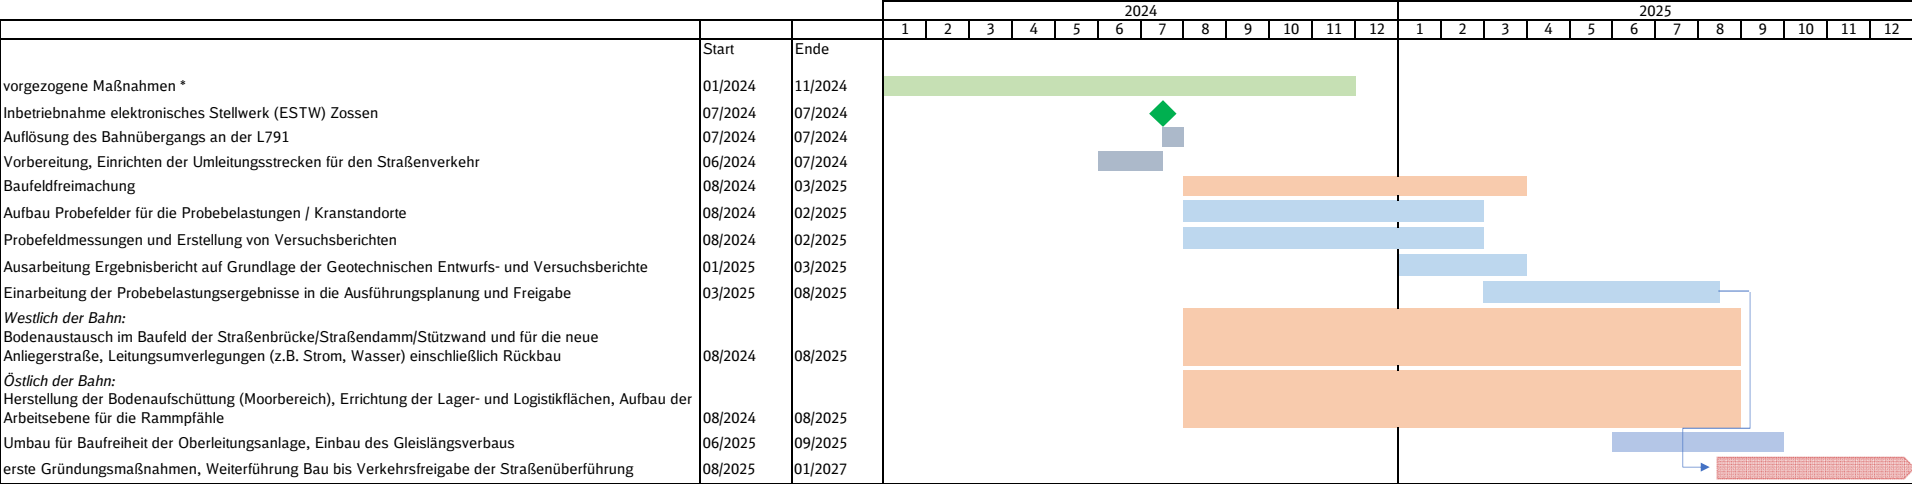 2024 2025
1 2 3 4 5 6 7 8 9 10 11 12 1 2 3 4 5 6 7 8 9 10 11 12
Start Ende
vorgezogene Maßnahmen * 01/2024 11/2024
Inbetriebnahme elektronisches Stellwerk (ESTW) Zossen 07/2024 07/2024
Auflösung des Bahnübergangs an der L791 07/2024 07/2024
Vorbereitung, Einrichten der Umleitungsstrecken für den Straßenverkehr 06/2024 07/2024
Baufeldfreimachung 08/2024 03/2025
Aufbau Probefelder für die Probebelastungen / Kranstandorte 08/2024 02/2025
Probefeldmessungen und Erstellung von Versuchsberichten 08/2024 02/2025
Ausarbeitung Ergebnisbericht auf Grundlage der Geotechnischen Entwurfs- und Versuchsberichte 01/2025 03/2025
Einarbeitung der Probebelastungsergebnisse in die Ausführungsplanung und Freigabe 03/2025 08/2025
Westlich der Bahn:
Bodenaustausch im Baufeld der Straßenbrücke/Straßendamm/Stützwand und für die neue
Anliegerstraße, Leitungsumverlegungen (z.B. Strom, Wasser) einschließlich Rückbau 08/2024 08/2025
Östlich der Bahn:
Herstellung der Bodenaufschüttung (Moorbereich), Errichtung der Lager- und Logistikflächen, Aufbau der
Arbeitsebene für die Rammpfähle 08/2024 08/2025
Umbau für Baufreiheit der Oberleitungsanlage, Einbau des Gleislängsverbaus 06/2025 09/2025
erste Gründungsmaßnahmen, Weiterführung Bau bis Verkehrsfreigabe der Straßenüberführung 08/2025 01/2027